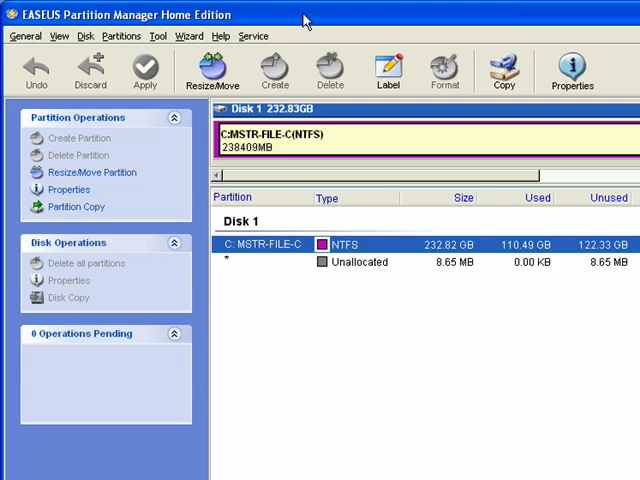 EASEUS Partition Manager Home Edition
General View Disk Partitions Tool Wizard Help Service
Undo Discard Apply Resize/Move Create Delete Label Format Copy Properties
Partition Operations
Create Partition
Delete Partition
Resize/Move Partition
Properties
Partition Copy
Disk Operations
Delete all partitions
Properties
Disk Copy
0 Operations Pending
Disk 1 232.83GB
C:MSTR-FILE-C(NTFS)
238409MB
Partition Type Size Used Unused
Disk 1
C: MSTR-FILE-C NTFS 232.82 GB 110.49 GB 122.33 GB
* Unallocated 8.65 MB 0.00 KB 8.65 MB